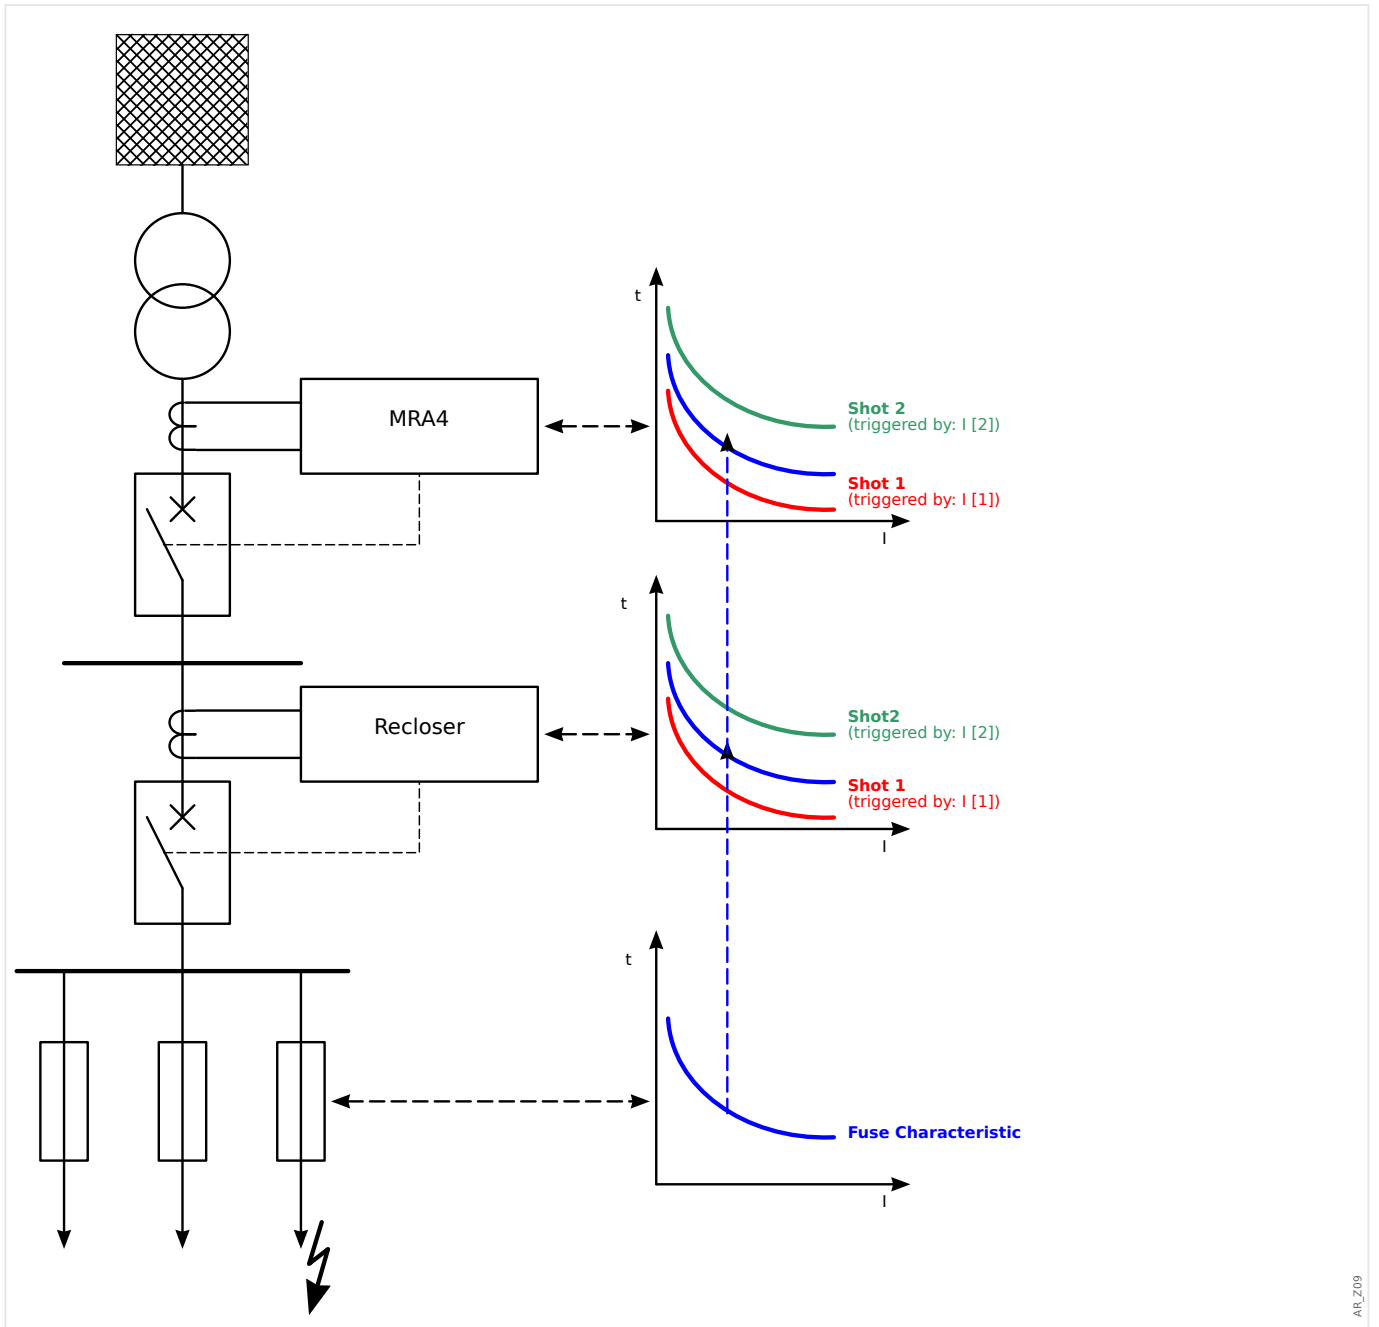 t
MRA4
Shot 2
(triggered by: I [2])
Shot 1
(triggered by: I [1])
I
t
Recloser
Shot2
(triggered by: I [2])
Shot 1
(triggered by: I [1])
I
t
Fuse Characteristic
I
AR_Z09